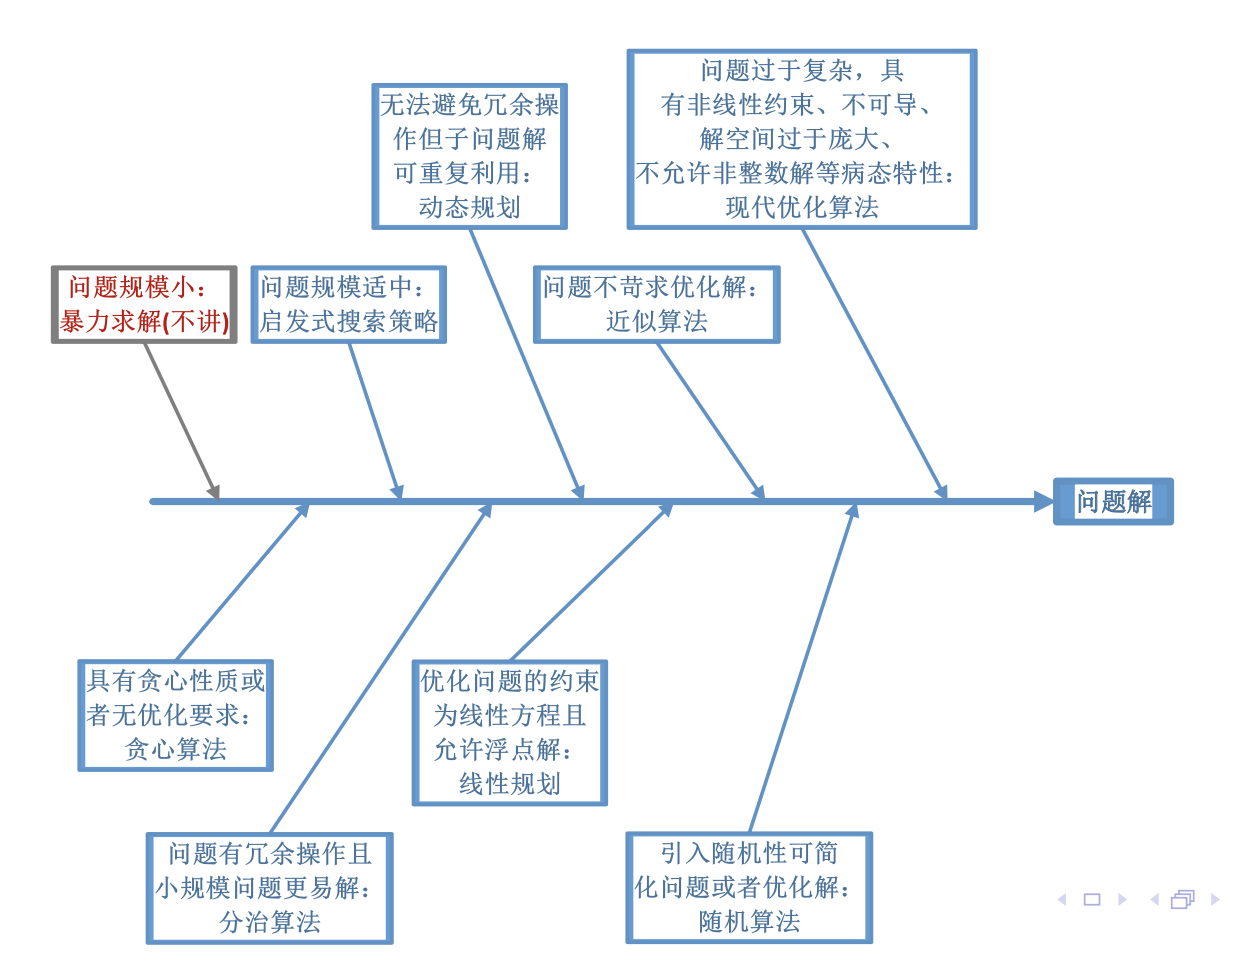 问题过于复杂，具
有非线性约束、不可导、
解空间过于庞大、
不允许非整数解等病态特性：
现代优化算法
无法避免冗余操
作但子问题解
可重复利用：
动态规划
问题规模小：
暴力求解(不讲)
问题规模适中：
启发式搜索策略
问题不苛求优化解：
近似算法
问题解
具有贪心性质或
者无优化要求：
贪心算法
优化问题的约束
为线性方程且
允许浮点解：
线性规划
问题有冗余操作且
小规模问题更易解：
分治算法
引入随机性可简
化问题或者优化解：
随机算法